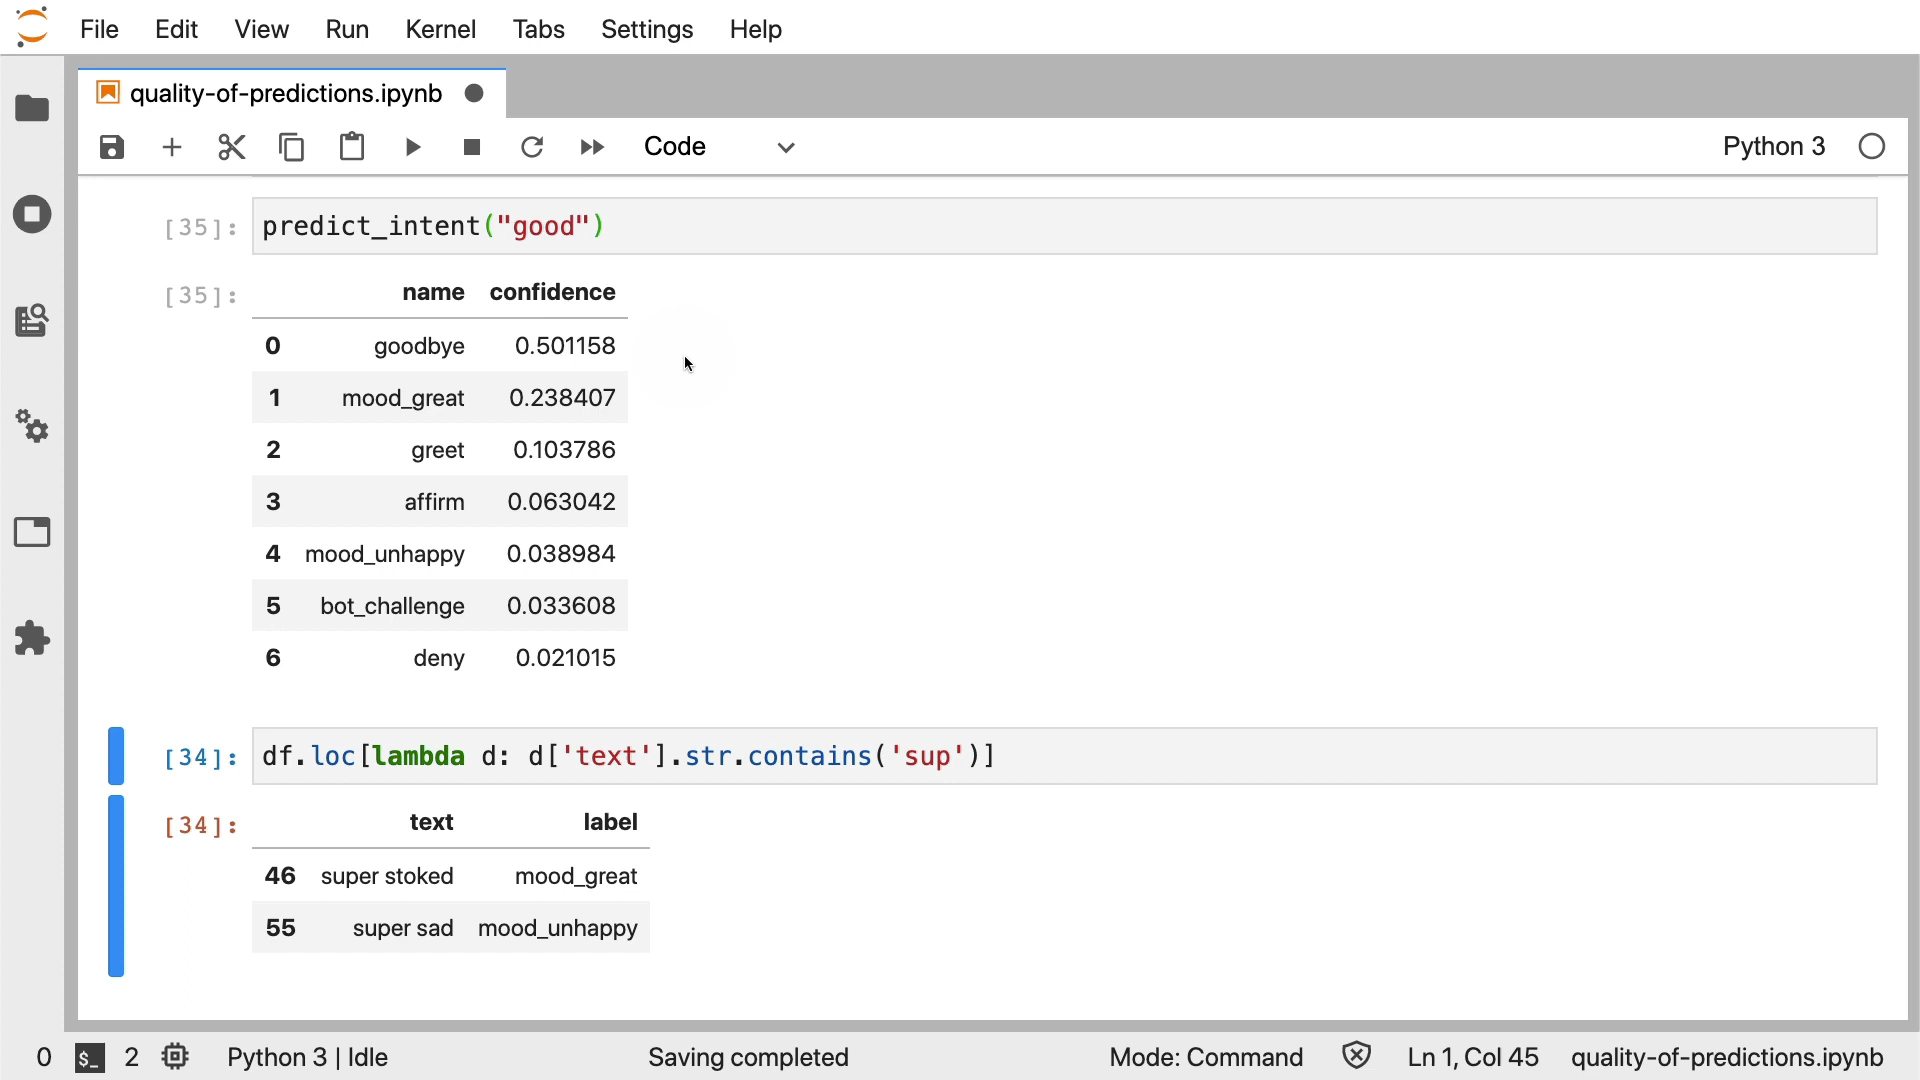 File Edit View Run Kernel Tabs Settings Help
quality-of-predictions.ipynb
Code
Python 3
[35]: predict_intent("good")
[35]: name confidence
0 goodbye 0.501158
1 mood_great 0.238407
2 greet 0.103786
3 affirm 0.063042
4 mood_unhappy 0.038984
5 bot_challenge 0.033608
6 deny 0.021015
[34]: df.loc[lambda d: d['text'].str.contains('sup')]
[34]: text label
46 super stoked mood_great
55 super sad mood_unhappy
0 $_ 2 Python 3 | Idle Saving completed Mode: Command Ln 1, Col 45 quality-of-predictions.ipynb